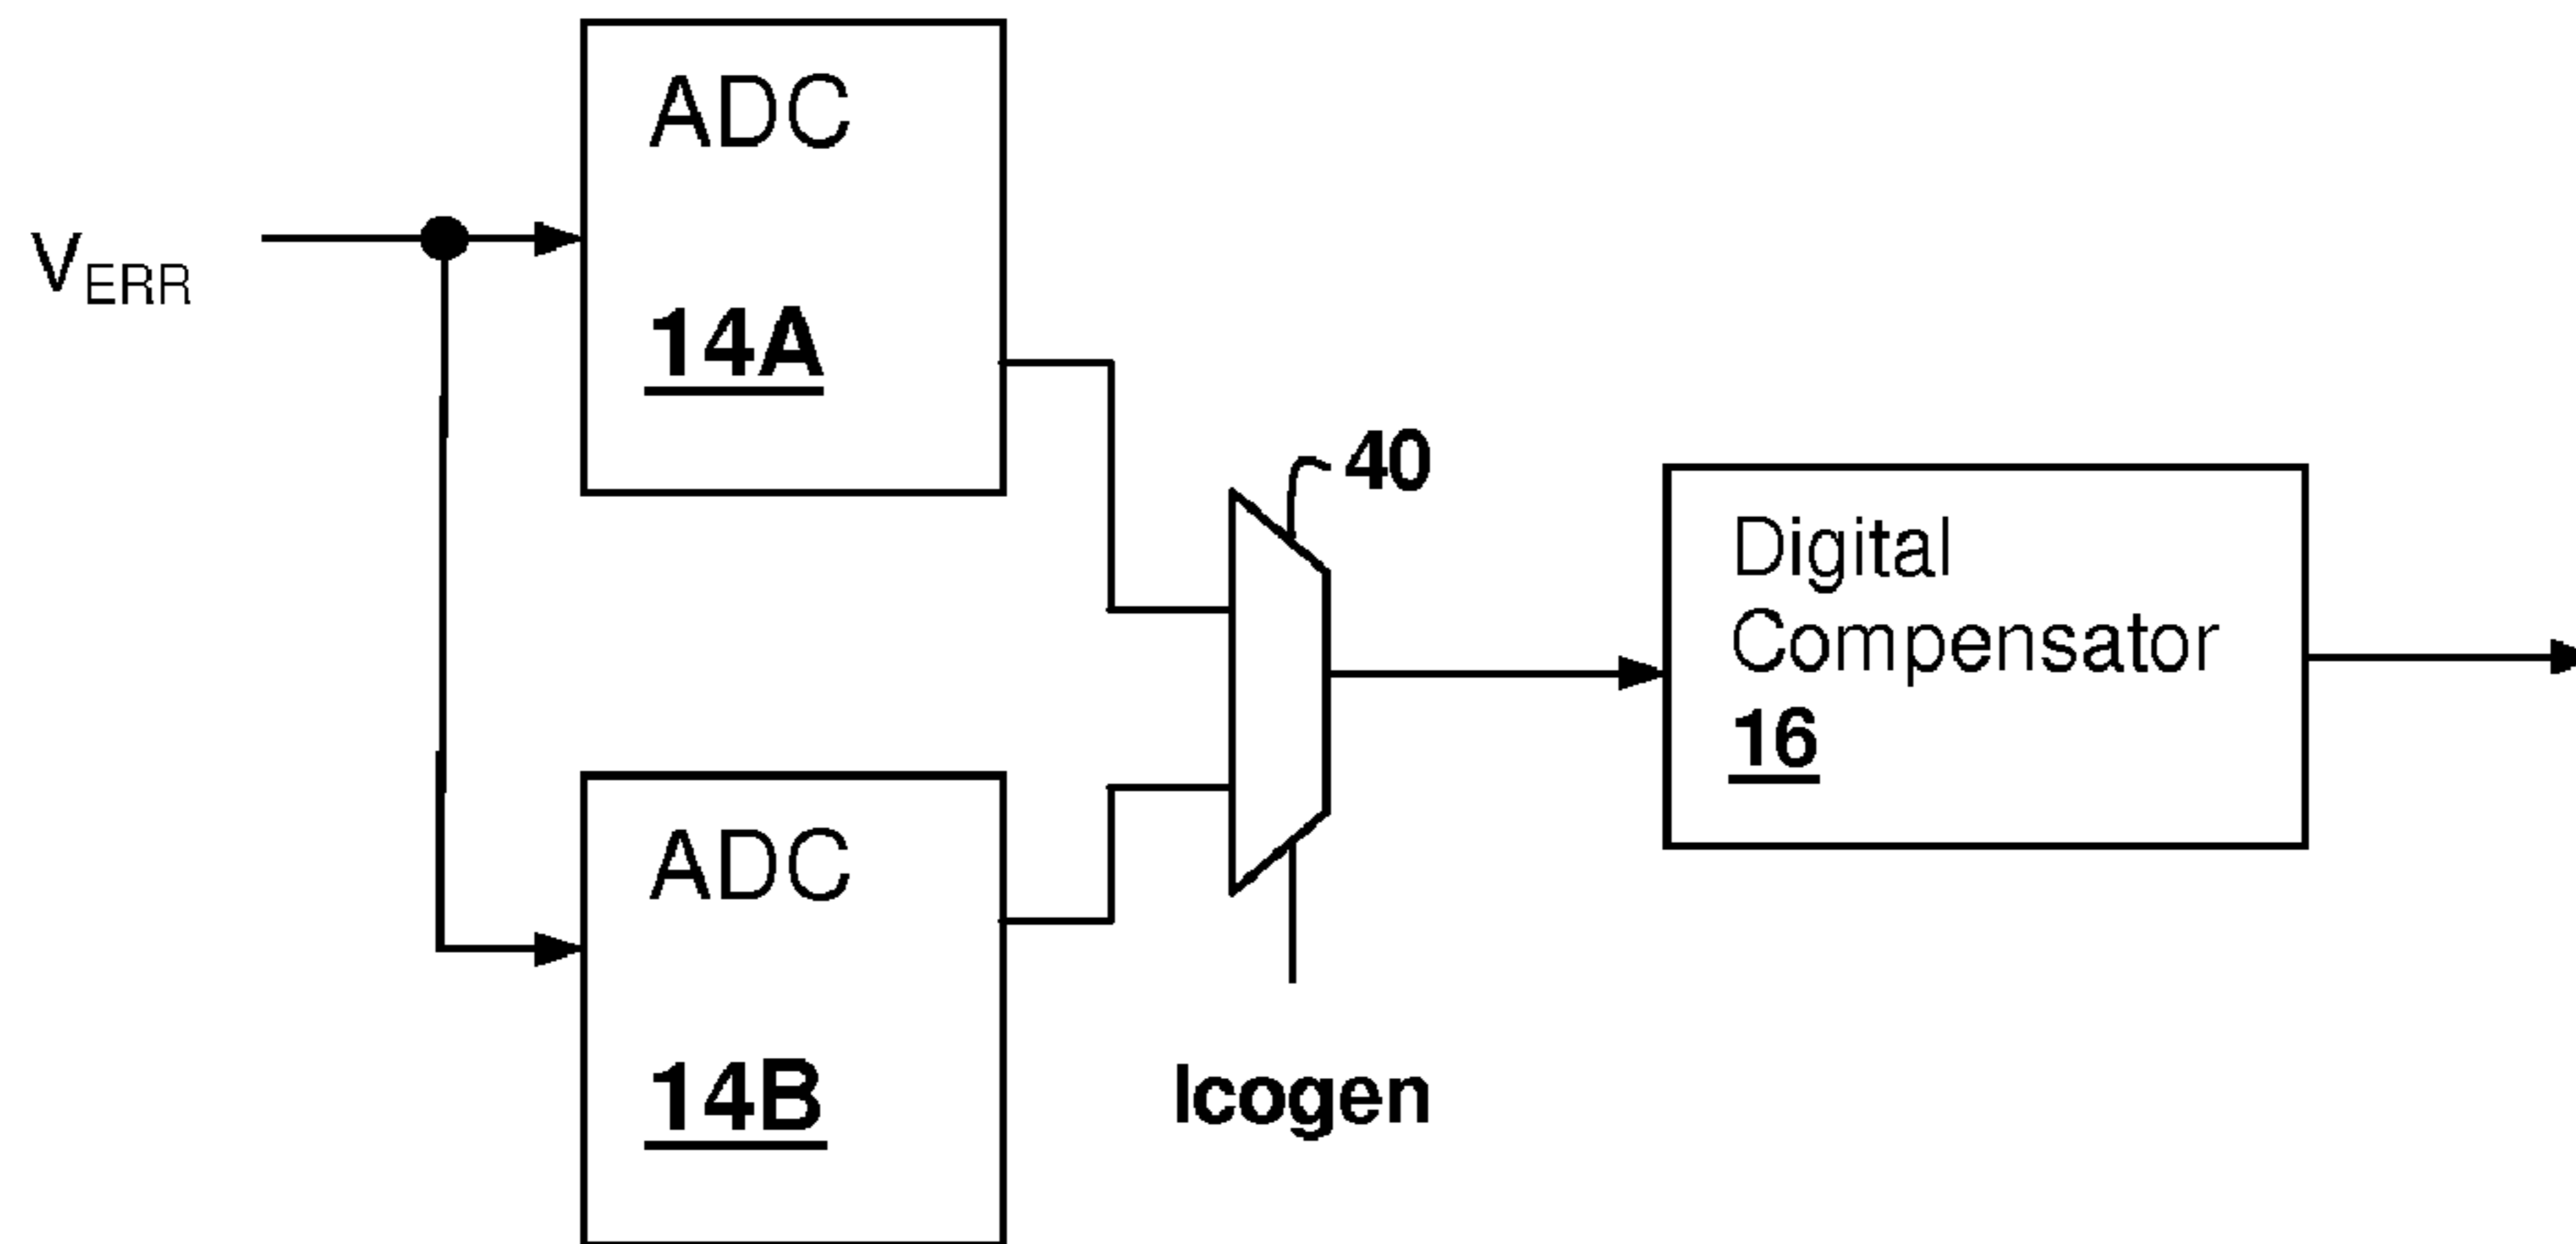 ADC
14A
V_ERR
40
Digital
Compensator
16
ADC
14B
Icogen